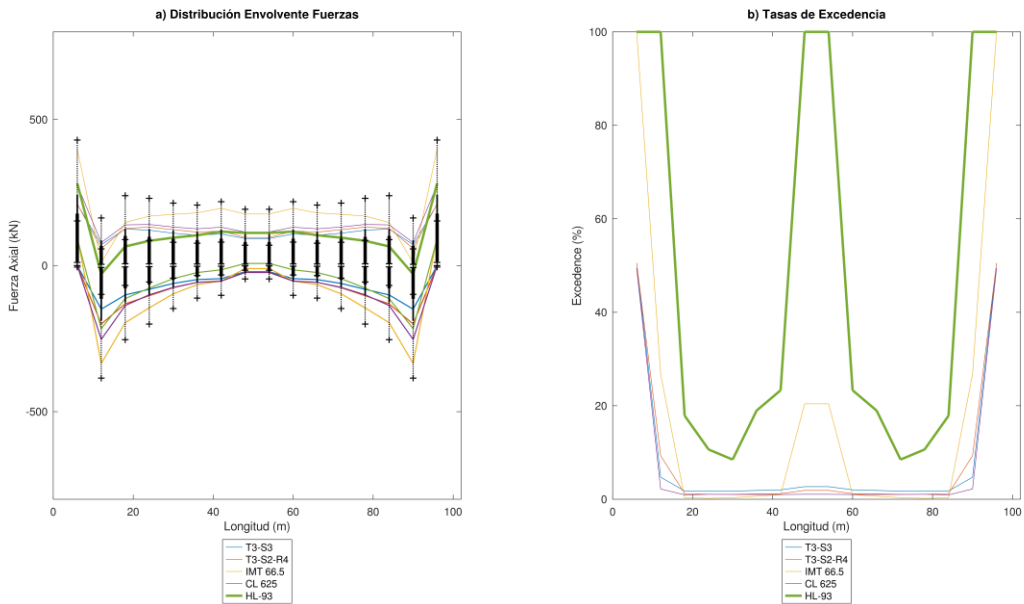 a) Distribución Envolvente Fuerzas
Fuerza Axial (kN)
500
0
-500
0
20
40
60
80
100
Longitud (m)
T3-S3
T3-S2-R4
IMT 66.5
CL 625
HL-93
b) Tasas de Excedencia
Excedence (%)
100
80
60
40
20
0
0
20
40
60
80
100
Longitud (m)
T3-S3
T3-S2-R4
IMT 66.5
CL 625
HL-93